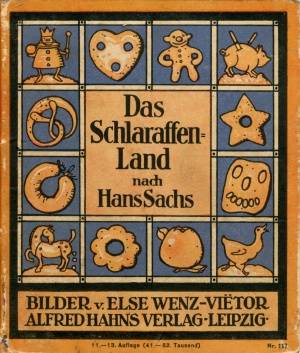 Das
Schlaraffen=
Land
nach
Hans Sachs
BILDER v. ELSE WENZ-VIËTOR
ALFRED HAHNS VERLAG · LEIPZIG ·
11.—13. Auflage (41.—52. Tausend)
Nr. 117